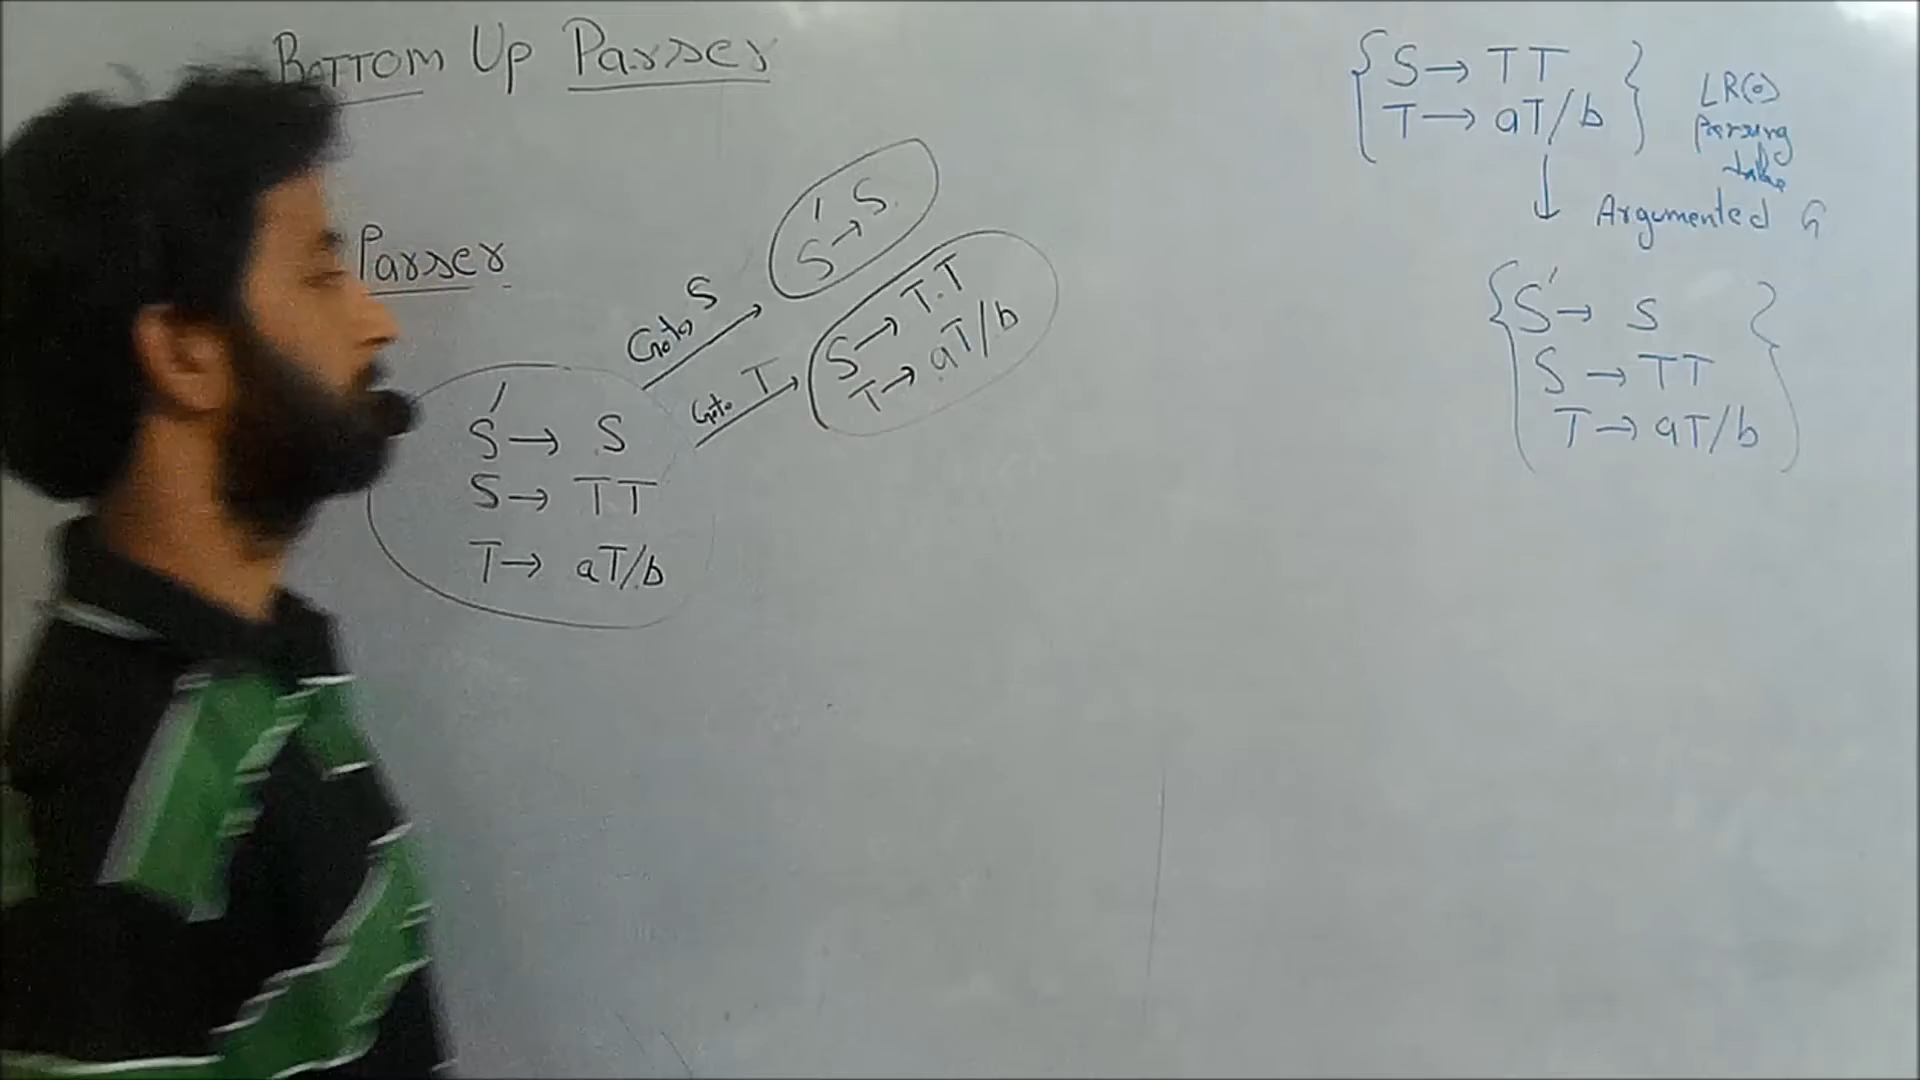 Bottom Up Parser
Parser
S' → .S
S → TT
T → aT/b
Goto S
S' → S.
Goto T
S → T.T
T → .aT/b
S → TT
T → aT/b
LR(0)
Parsing
table
Argumented G
S' → S
S → TT
T → aT/b